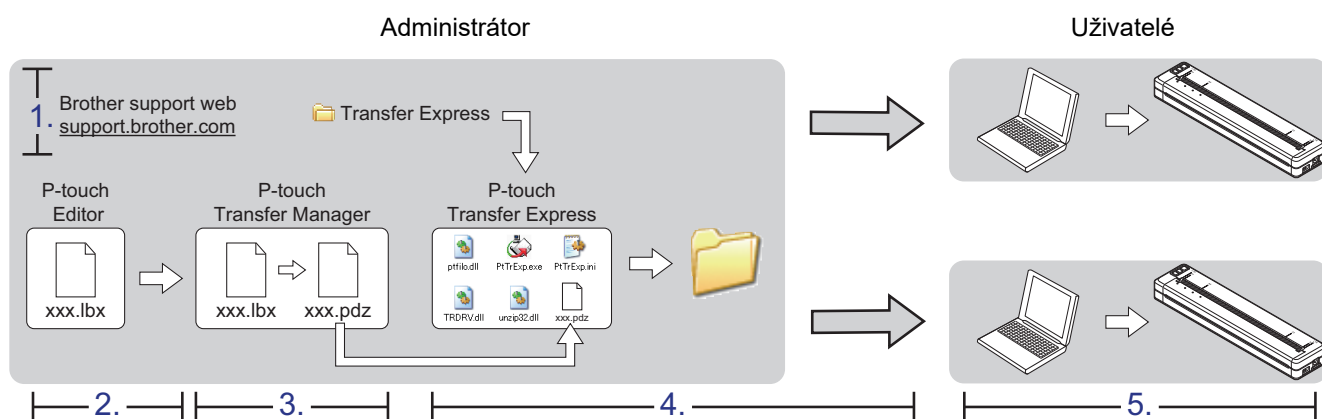 Administrátor
Uživatelé
1.
Brother support web
support.brother.com
Transfer Express
P-touch
Editor
P-touch
Transfer Manager
P-touch
Transfer Express
xxx.lbx
xxx.lbx
xxx.pdz
ptfilo.dll
PtTrExp.exe
PtTrExp.ini
TRDRV.dll
unzip32.dll
xxx.pdz
2.
3.
4.
5.